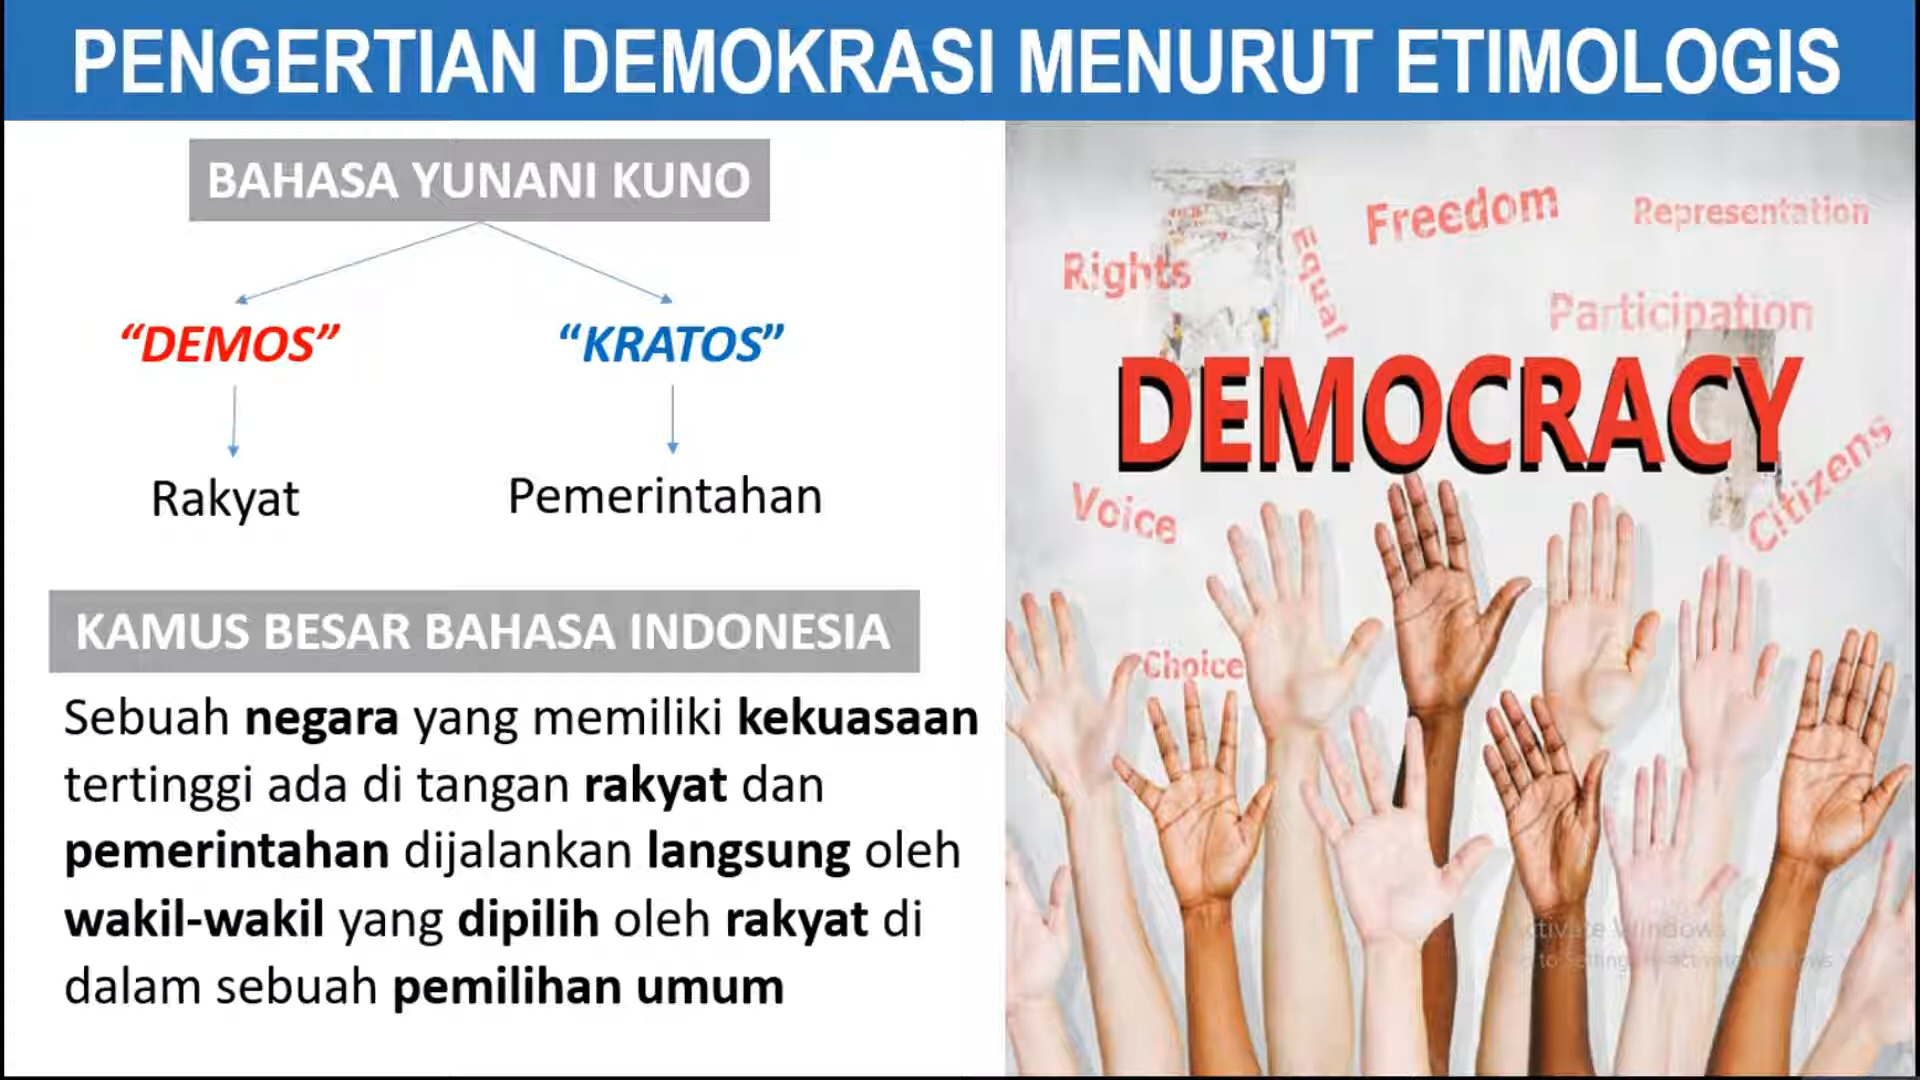 PENGERTIAN DEMOKRASI MENURUT ETIMOLOGIS
BAHASA YUNANI KUNO
“DEMOS”
“KRATOS”
Rakyat
Pemerintahan
KAMUS BESAR BAHASA INDONESIA
Sebuah negara yang memiliki kekuasaan
tertinggi ada di tangan rakyat dan
pemerintahan dijalankan langsung oleh
wakil-wakil yang dipilih oleh rakyat di
dalam sebuah pemilihan umum
Freedom
Representation
Rights
Equal
Participation
DEMOCRACY
Citizens
Voice
Choice
Windows